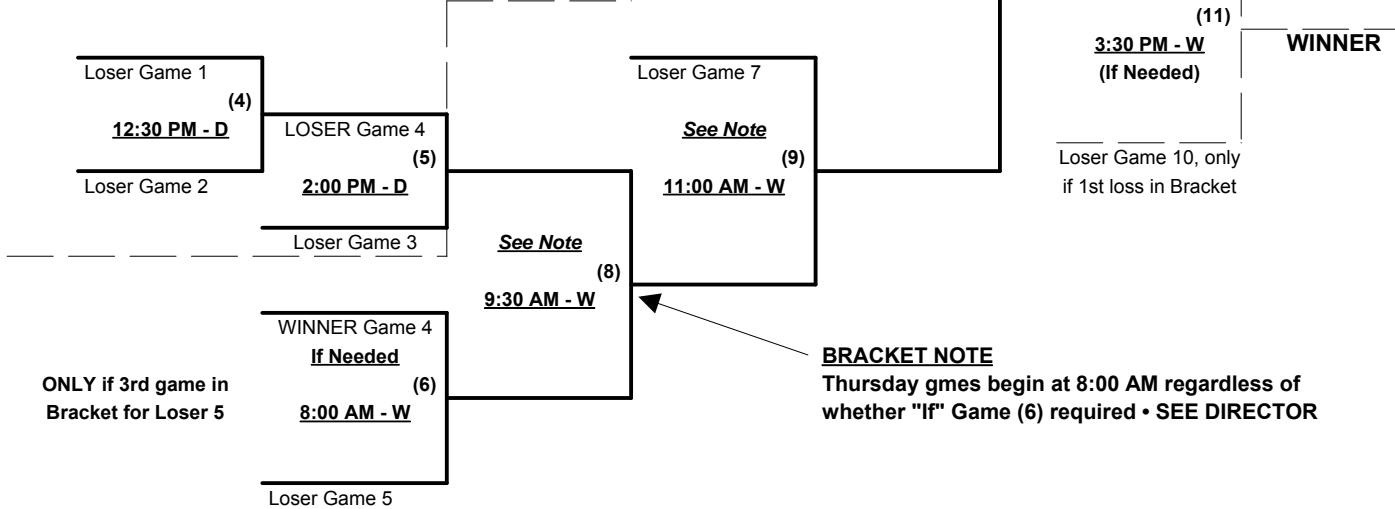 (11)
3:30 PM - W
WINNER
(If Needed)
Loser Game 1
(4)
12:30 PM - D
Loser Game 2
LOSER Game 4
(5)
2:00 PM - D
Loser Game 3
Loser Game 7
See Note
(9)
11:00 AM - W
Loser Game 10, only
if 1st loss in Bracket
See Note
(8)
9:30 AM - W
WINNER Game 4
If Needed
(6)
8:00 AM - W
Loser Game 5
ONLY if 3rd game in
Bracket for Loser 5
BRACKET NOTE
Thursday gmes begin at 8:00 AM regardless of
whether "If" Game (6) required • SEE DIRECTOR